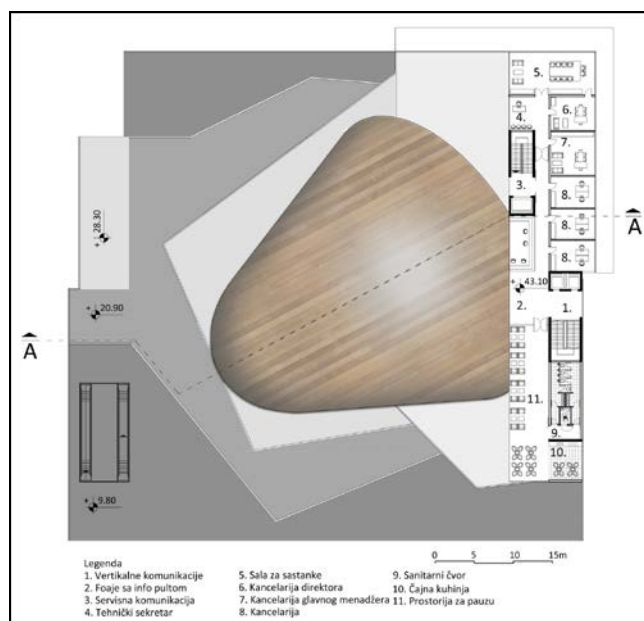 5.
4.
6.
7.
3.
8.
8.
8.
A
A
+ 28.30
+ 43.10
+ 20.90
2.
1.
11.
9.
10.
+ 9.80
0 5 10 15m
Legenda
1. Vertikalne komunikacije
2. Foaje sa info pultom
3. Servisna komunikacija
4. Tehnički sekretar
5. Sala za sastanke
6. Kancelarija direktora
7. Kancelarija glavnog menadžera
8. Kancelarija
9. Sanitarni čvor
10. Čajna kuhinja
11. Prostorija za pauzu